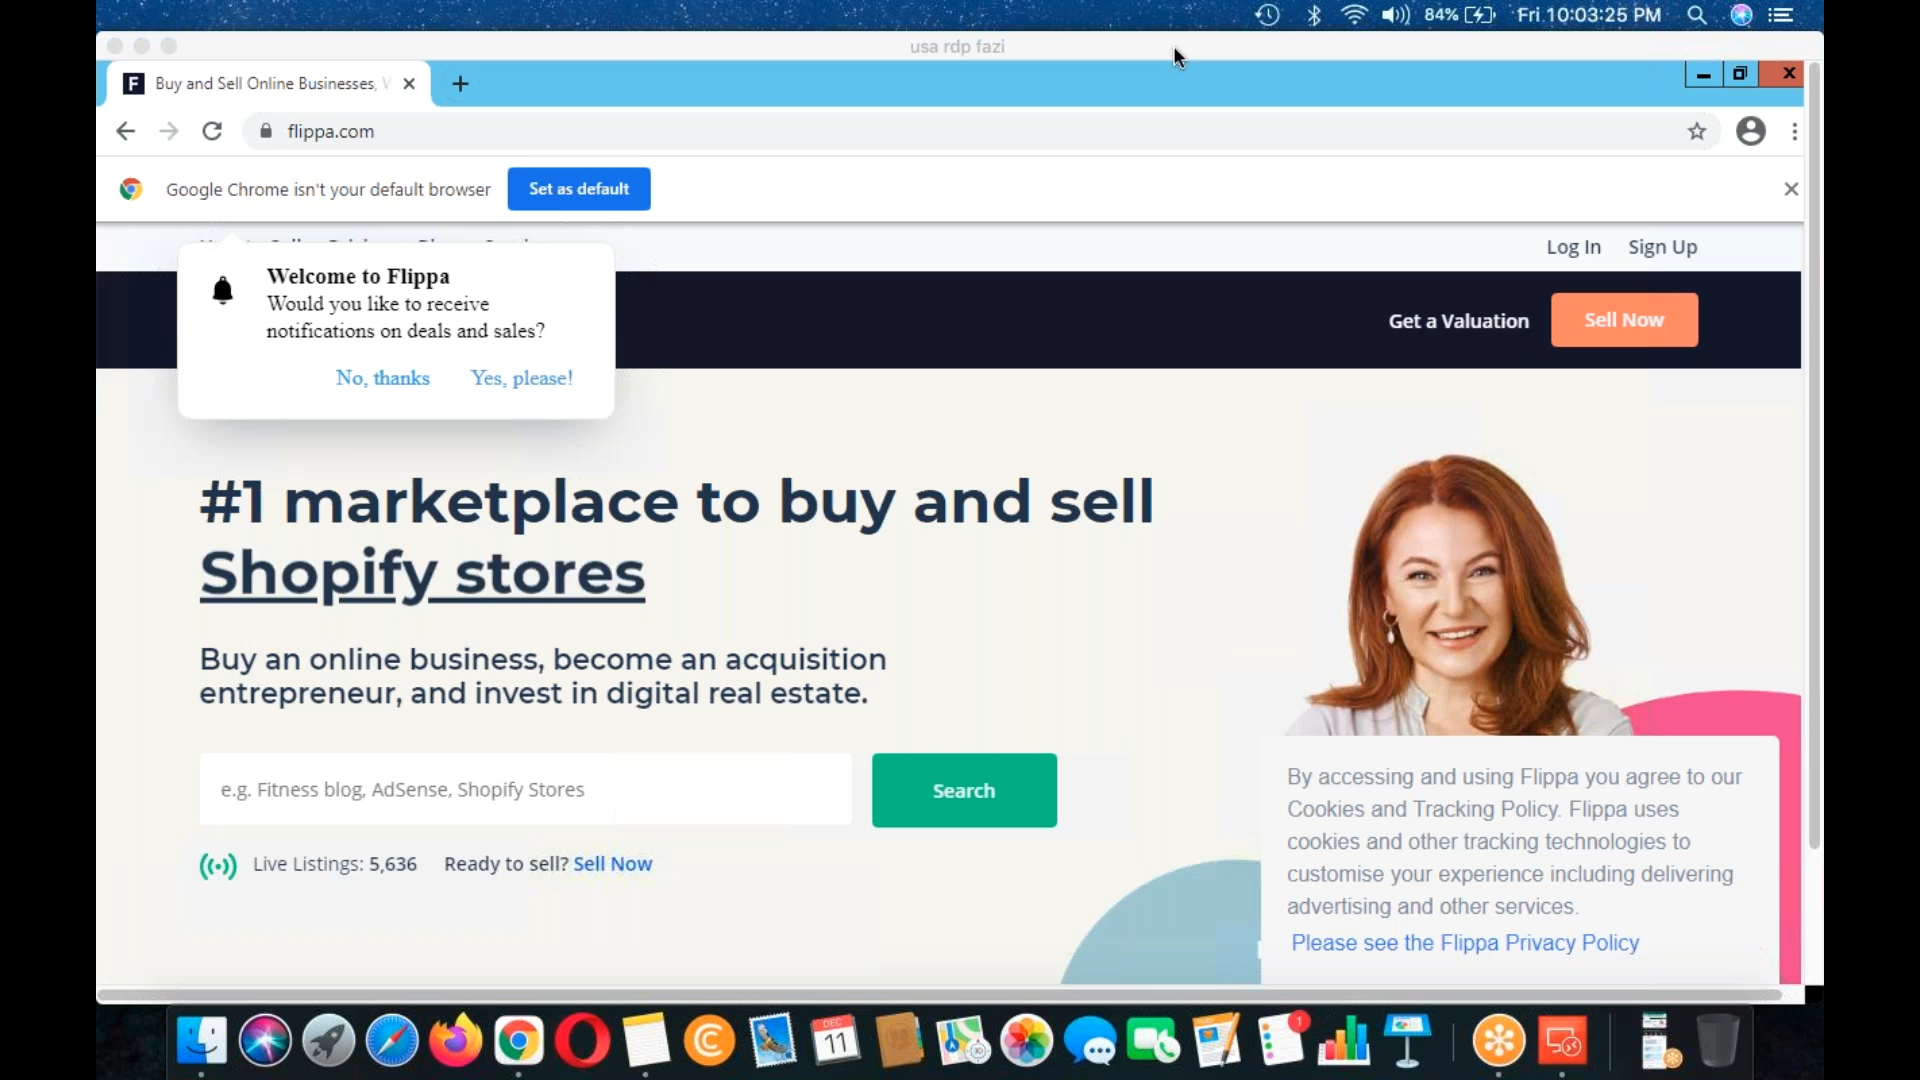 84%
Fri 10:03:25 PM
usa rdp fazi
F
Buy and Sell Online Businesses,
flippa.com
Google Chrome isn't your default browser
Set as default
Log In
Sign Up
Welcome to Flippa
Would you like to receive
notifications on deals and sales?
No, thanks
Yes, please!
Get a Valuation
Sell Now
#1 marketplace to buy and sell
Shopify stores
Buy an online business, become an acquisition
entrepreneur, and invest in digital real estate.
e.g. Fitness blog, AdSense, Shopify Stores
Search
Live Listings: 5,636
Ready to sell? Sell Now
By accessing and using Flippa you agree to our
Cookies and Tracking Policy. Flippa uses
cookies and other tracking technologies to
customise your experience including delivering
advertising and other services.
Please see the Flippa Privacy Policy
DEC
11
1